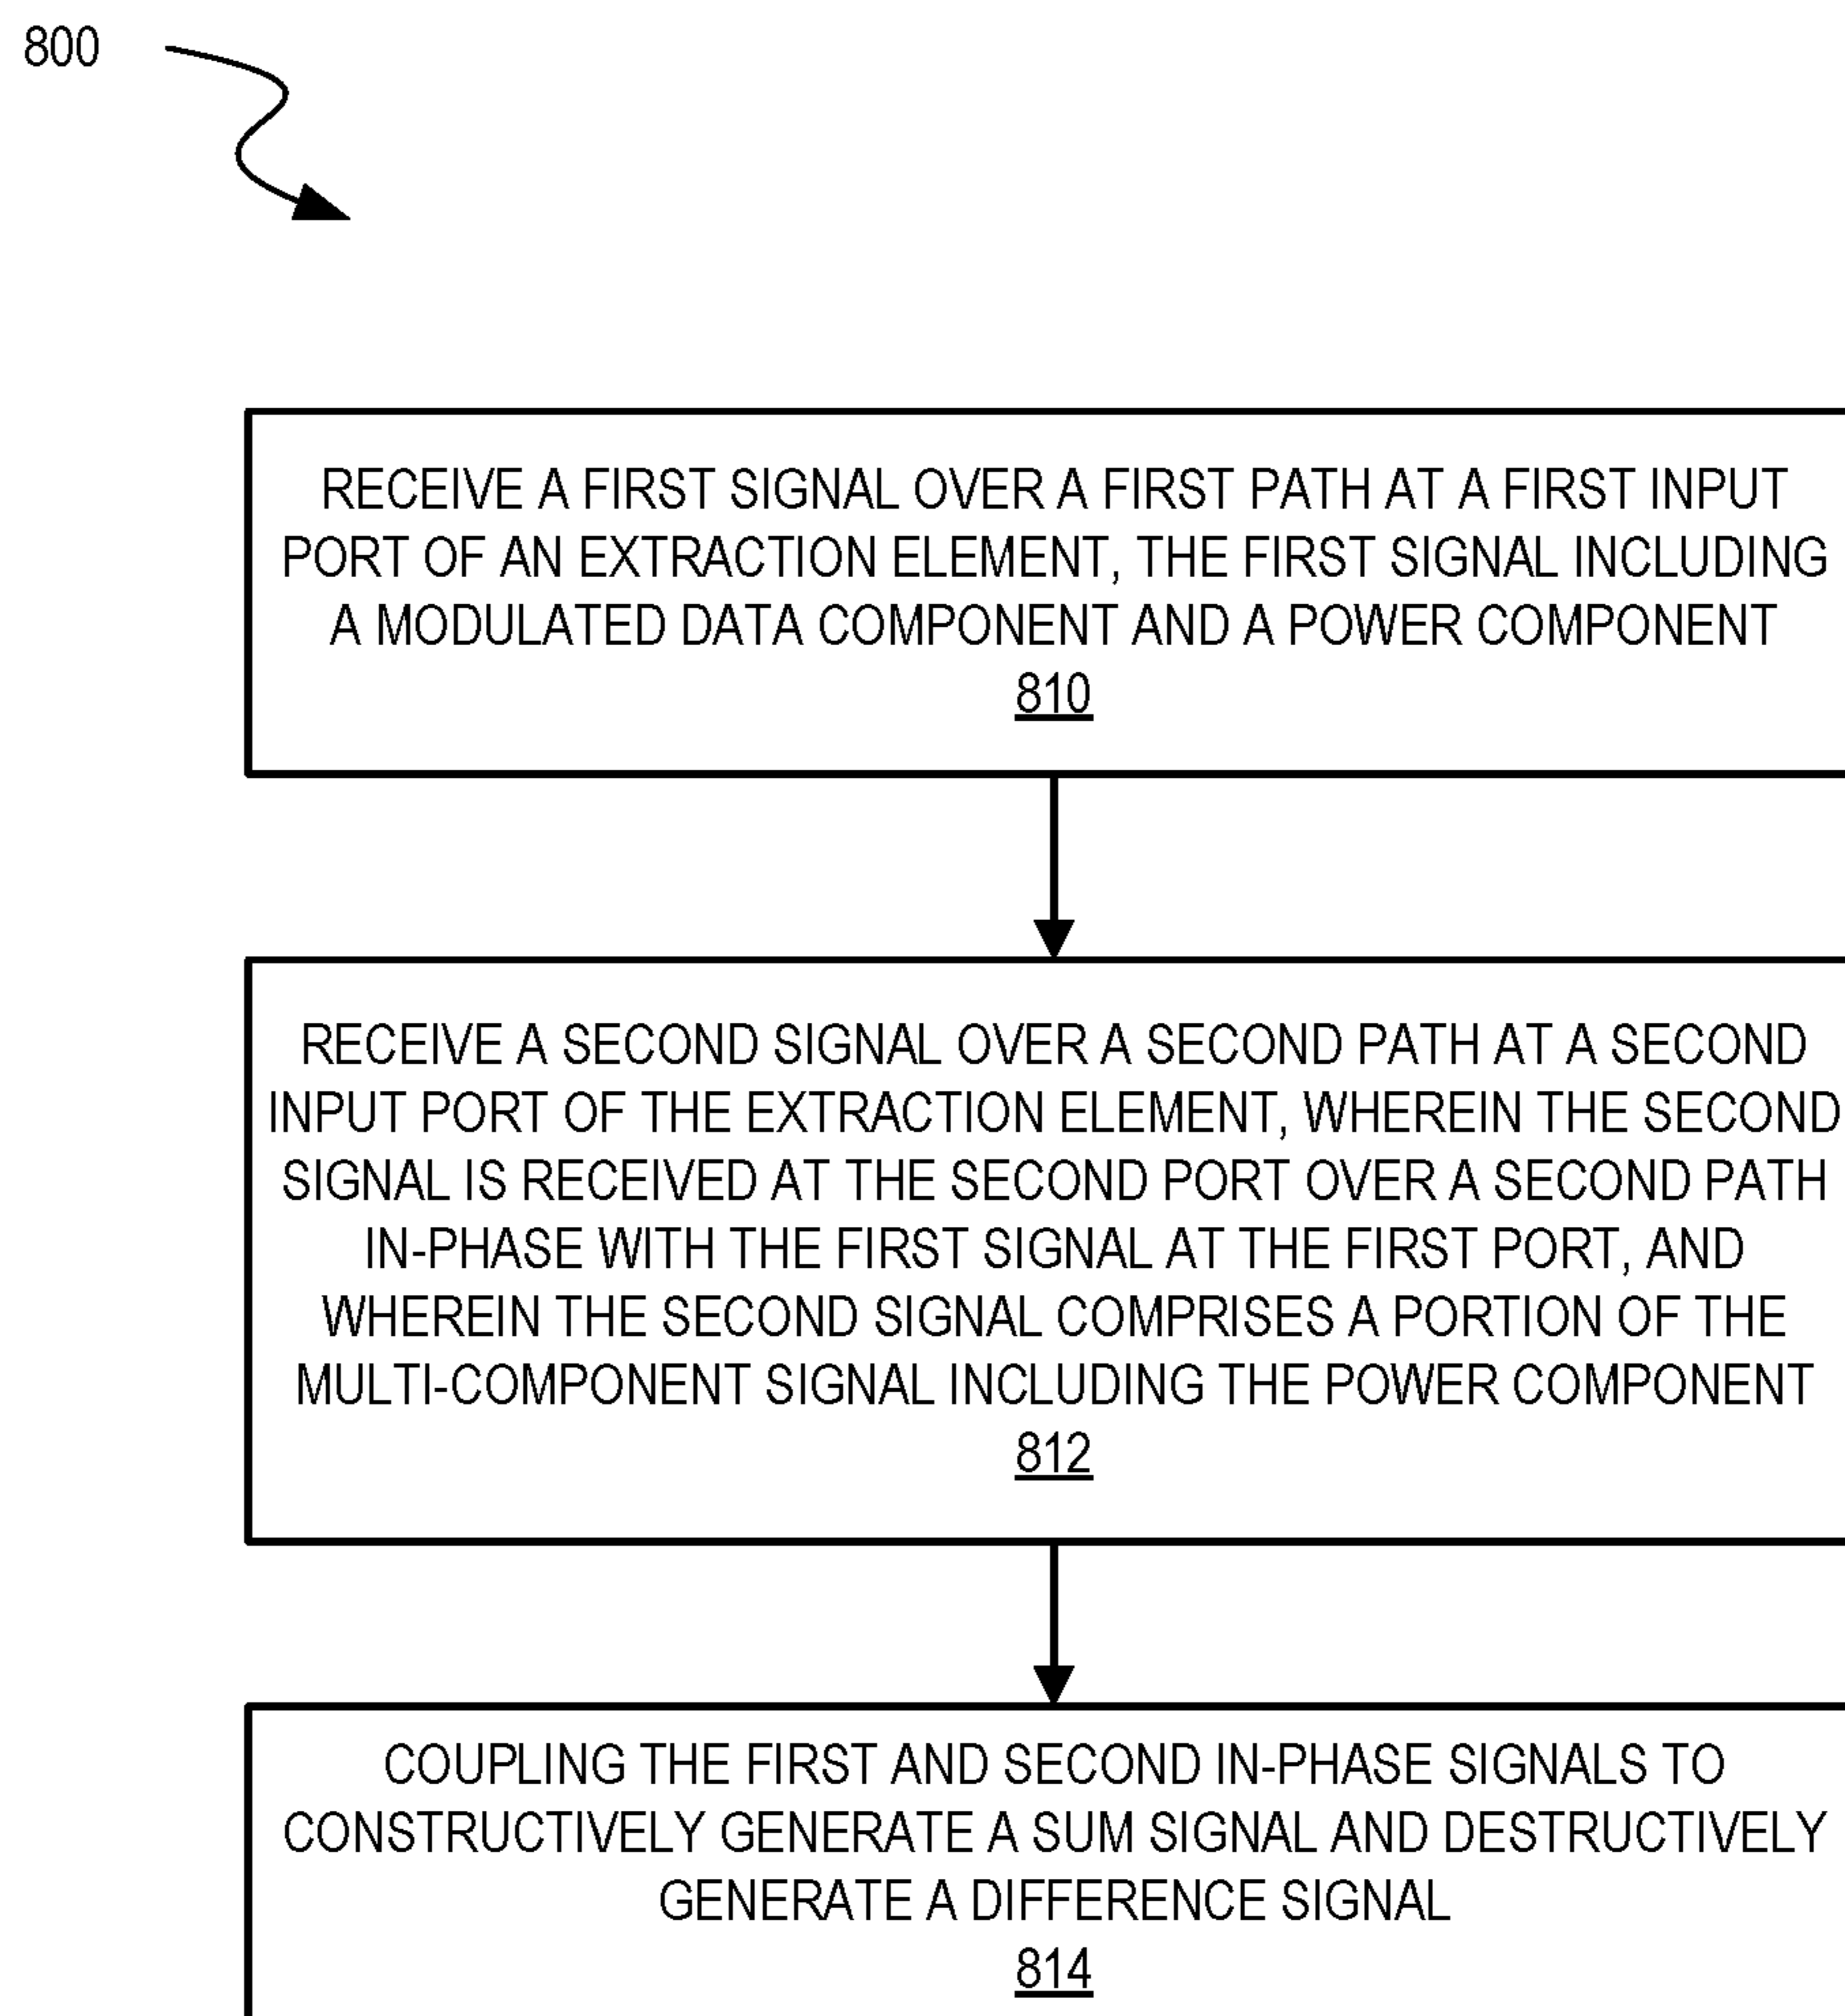 800
RECEIVE A FIRST SIGNAL OVER A FIRST PATH AT A FIRST INPUT
PORT OF AN EXTRACTION ELEMENT, THE FIRST SIGNAL INCLUDING
A MODULATED DATA COMPONENT AND A POWER COMPONENT
810
RECEIVE A SECOND SIGNAL OVER A SECOND PATH AT A SECOND
INPUT PORT OF THE EXTRACTION ELEMENT, WHEREIN THE SECOND
SIGNAL IS RECEIVED AT THE SECOND PORT OVER A SECOND PATH
IN-PHASE WITH THE FIRST SIGNAL AT THE FIRST PORT, AND
WHEREIN THE SECOND SIGNAL COMPRISES A PORTION OF THE
MULTI-COMPONENT SIGNAL INCLUDING THE POWER COMPONENT
812
COUPLING THE FIRST AND SECOND IN-PHASE SIGNALS TO
CONSTRUCTIVELY GENERATE A SUM SIGNAL AND DESTRUCTIVELY
GENERATE A DIFFERENCE SIGNAL
814